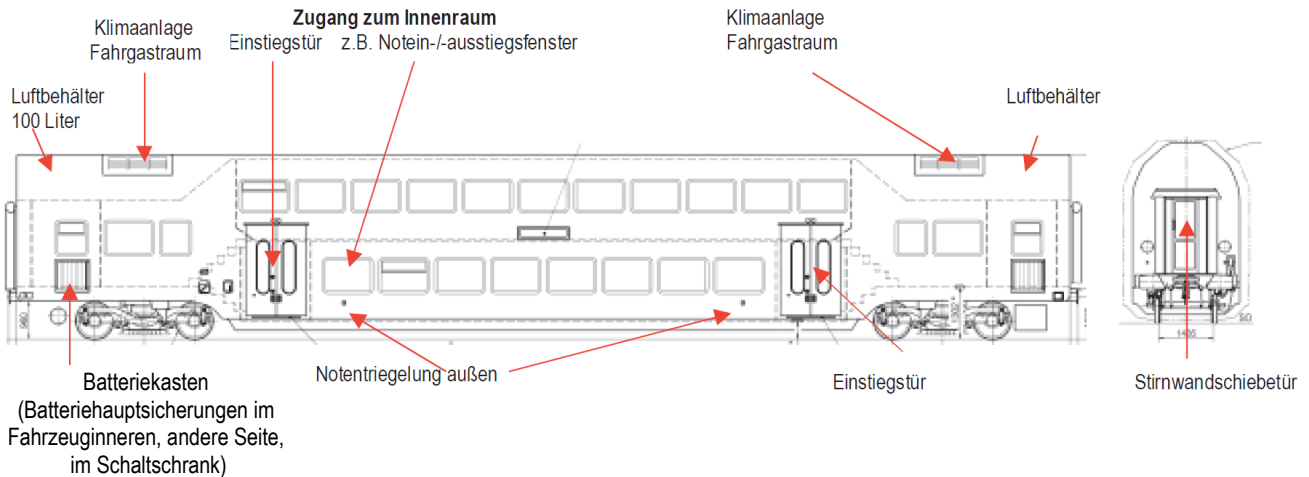 Klimaanlage
Fahrgastraum
Zugang zum Innenraum
Einstiegstür z.B. Notein-/-ausstiegsfenster
Klimaanlage
Fahrgastraum
Luftbehälter
100 Liter
Luftbehälter
Notentriegelung außen
Einstiegstür
Stirnwandschiebetür
Batteriekasten
(Batteriehauptsicherungen im
Fahrzeuginneren, andere Seite,
im Schaltschrank)